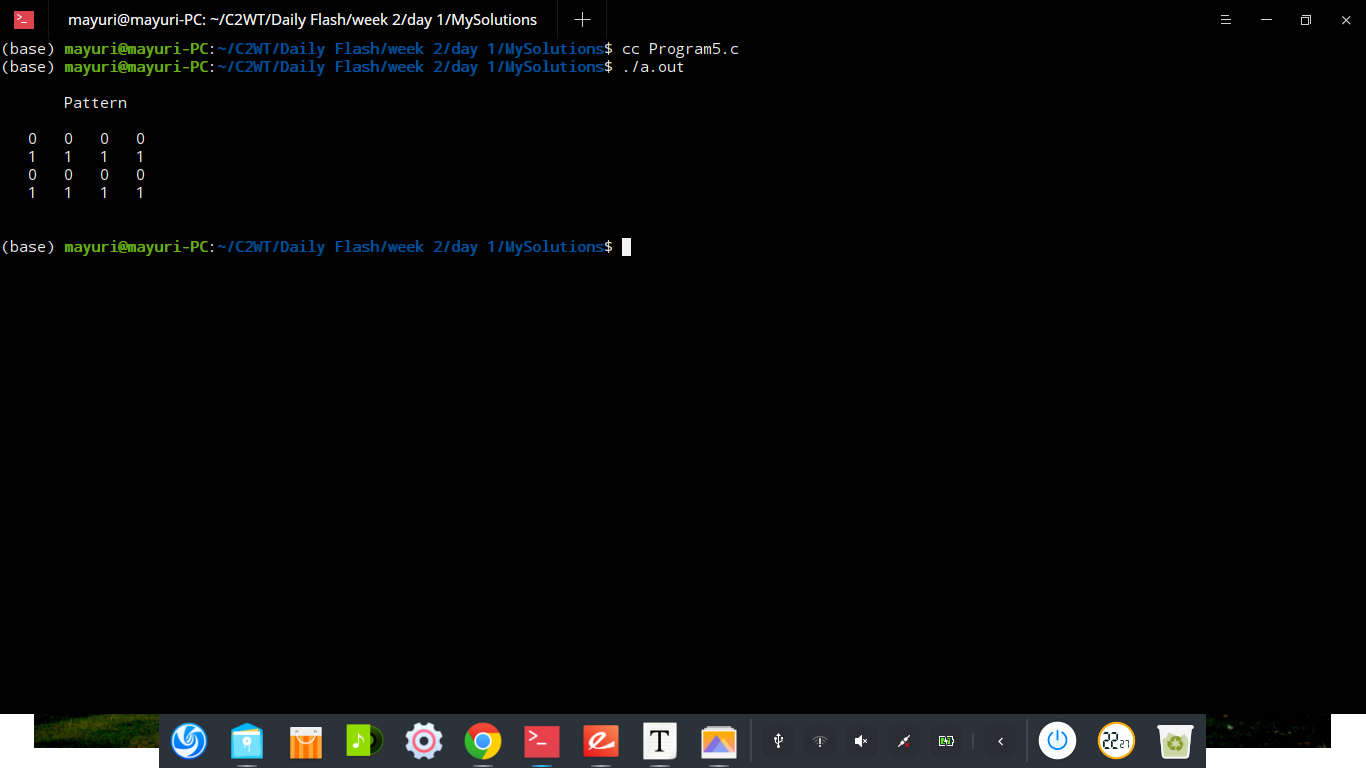 mayuri@mayuri-PC: ~/C2WT/Daily Flash/week 2/day 1/MySolutions
(base) mayuri@mayuri-PC:~/C2WT/Daily Flash/week 2/day 1/MySolutions$ cc Program5.c
(base) mayuri@mayuri-PC:~/C2WT/Daily Flash/week 2/day 1/MySolutions$ ./a.out
Pattern
0 0 0 0
1 1 1 1
0 0 0 0
1 1 1 1
(base) mayuri@mayuri-PC:~/C2WT/Daily Flash/week 2/day 1/MySolutions$
T
22 27